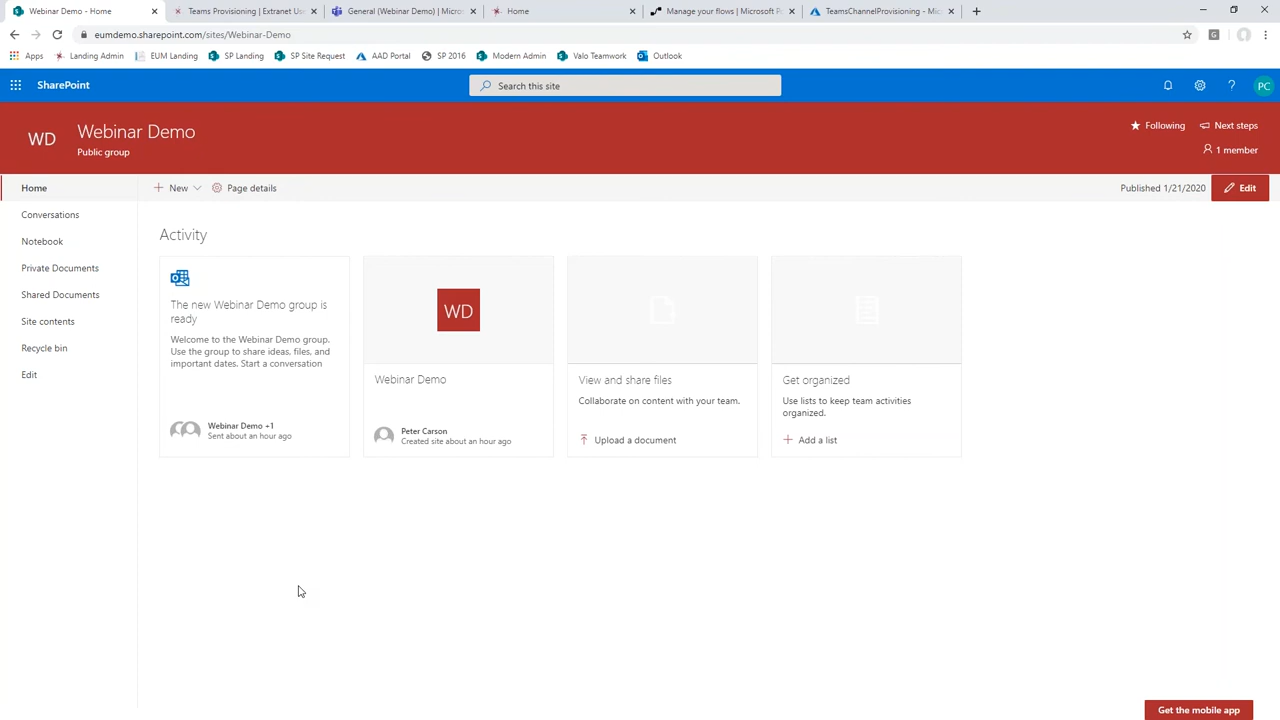 Webinar Demo - Home
Teams Provisioning | Extranet Use
General (Webinar Demo) | Micros
Home
Manage your flows | Microsoft P
TeamsChannelProvisioning - Mic
eumdemo.sharepoint.com/sites/Webinar-Demo
Apps
Landing Admin
EUM Landing
SP Landing
SP Site Request
AAD Portal
SP 2016
Modern Admin
Valo Teamwork
Outlook
SharePoint
Search this site
PC
WD
Webinar Demo
Public group
Following
Next steps
1 member
Home
New
Page details
Published 1/21/2020
Edit
Conversations
Notebook
Private Documents
Shared Documents
Site contents
Recycle bin
Edit
Activity
The new Webinar Demo group is
ready
Welcome to the Webinar Demo group.
Use the group to share ideas, files, and
important dates. Start a conversation
Webinar Demo +1
Sent about an hour ago
WD
Webinar Demo
Peter Carson
Created site about an hour ago
View and share files
Collaborate on content with your team.
Upload a document
Get organized
Use lists to keep team activities
organized.
Add a list
Get the mobile app